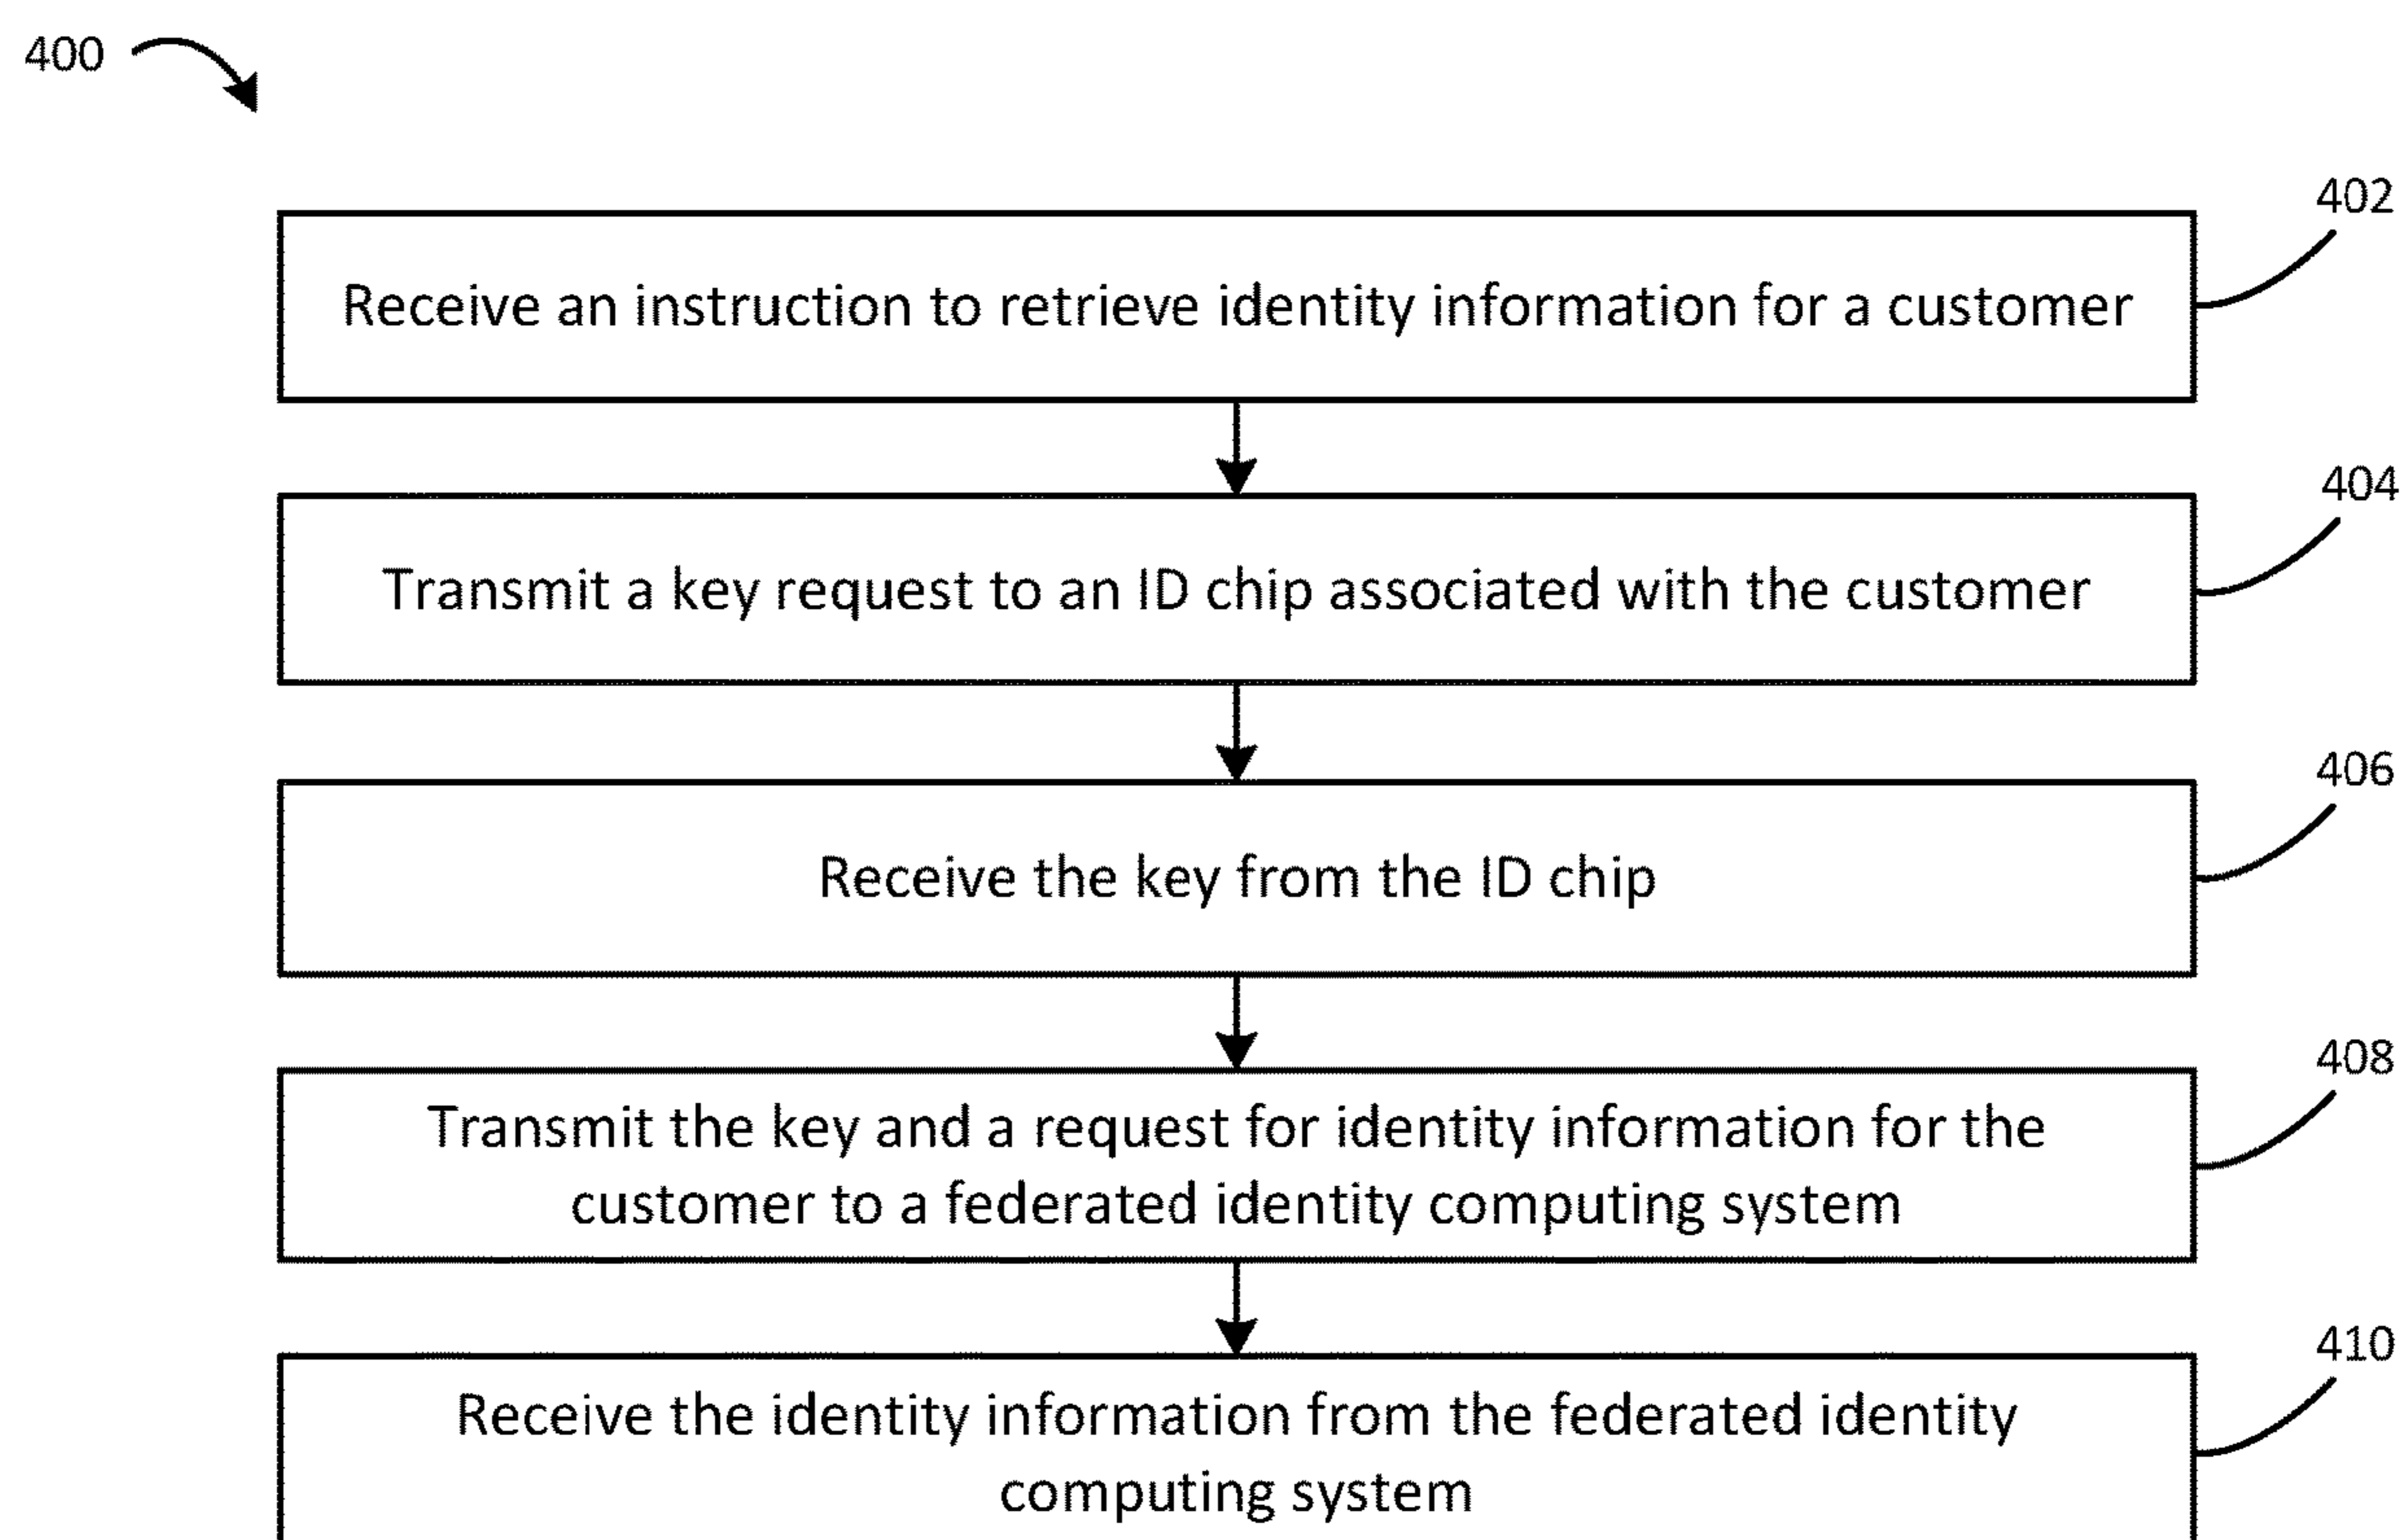 400
402
Receive an instruction to retrieve identity information for a customer
404
Transmit a key request to an ID chip associated with the customer
406
Receive the key from the ID chip
408
Transmit the key and a request for identity information for the
customer to a federated identity computing system
410
Receive the identity information from the federated identity
computing system